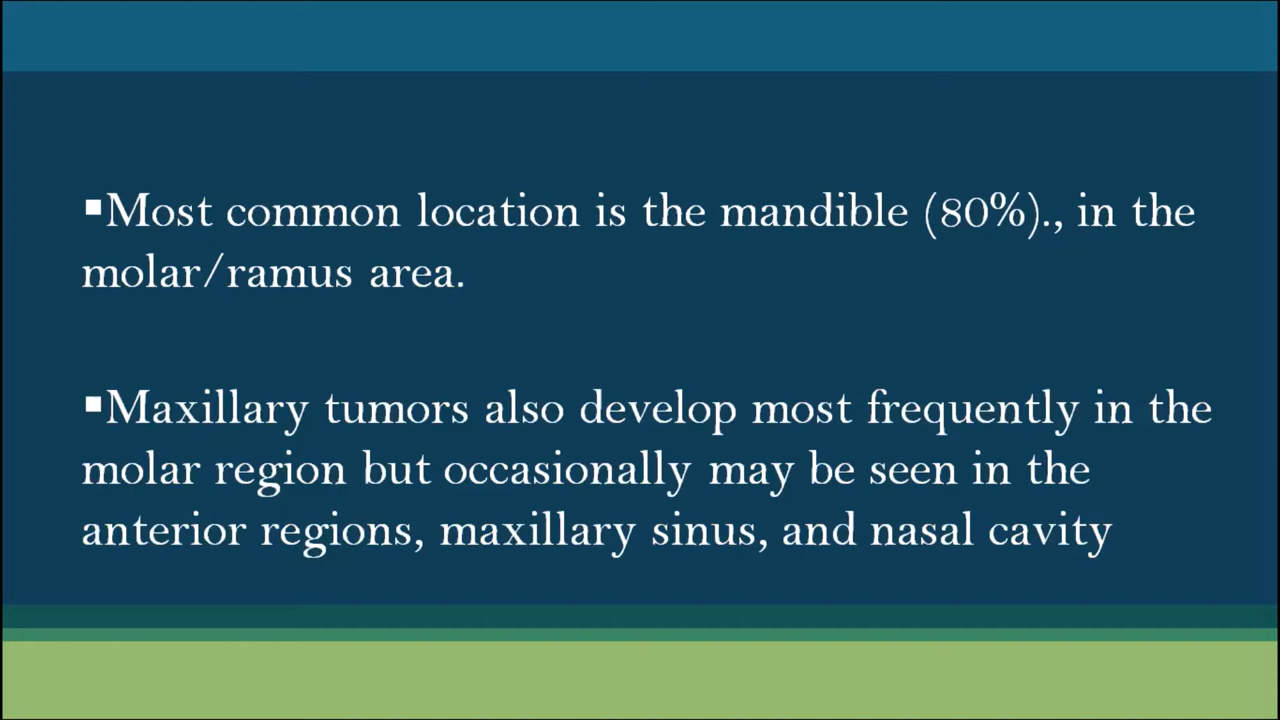 ▪Most common location is the mandible (80%)., in the
molar/ramus area.
▪Maxillary tumors also develop most frequently in the
molar region but occasionally may be seen in the
anterior regions, maxillary sinus, and nasal cavity